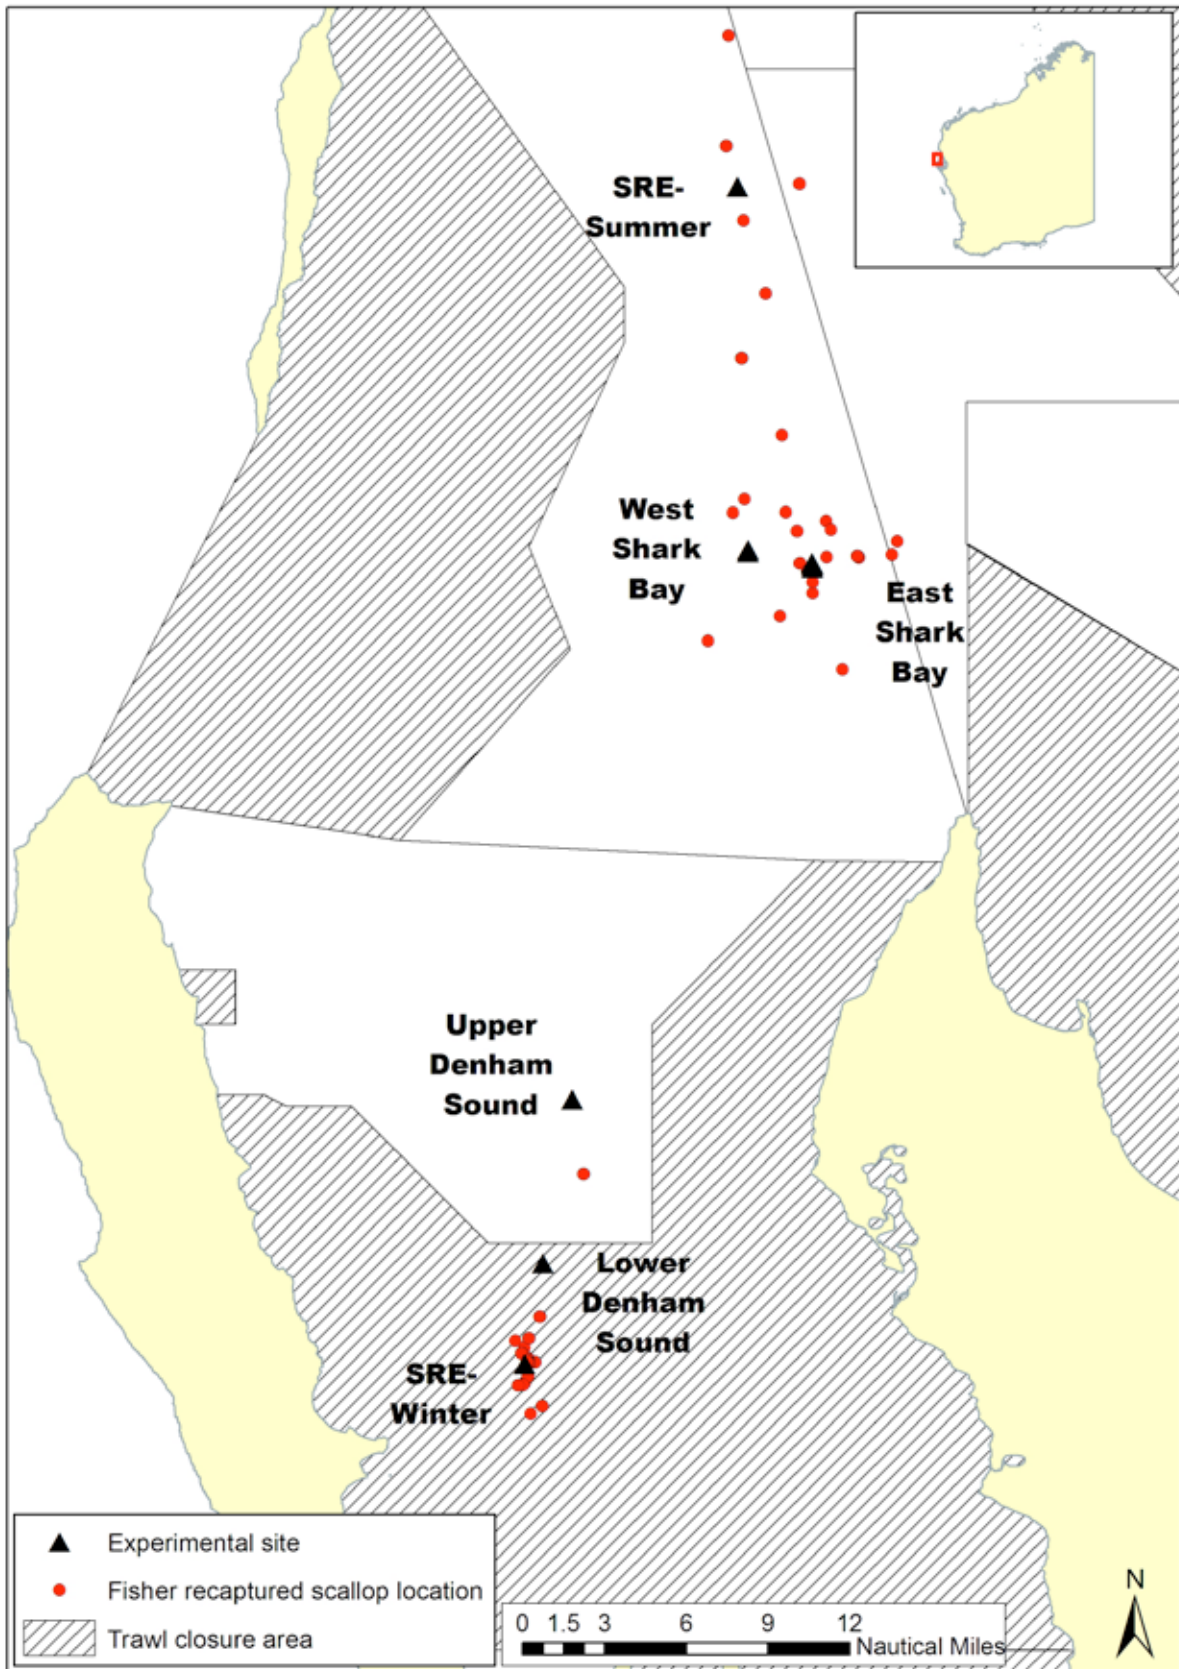 SRE-
Summer
West
Shark
Bay
East
Shark
Bay
Upper
Denham
Sound
Lower
Denham
Sound
SRE-
Winter
Experimental site
Fisher recaptured scallop location
Trawl closure area
0 1.5 3 6 9 12
Nautical Miles
N